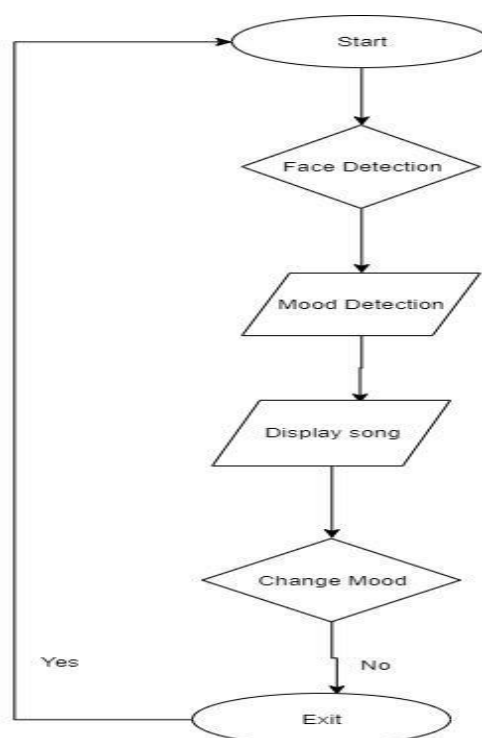 Start
Face Detection
Mood Detection
Display song
Change Mood
Yes
No
Exit